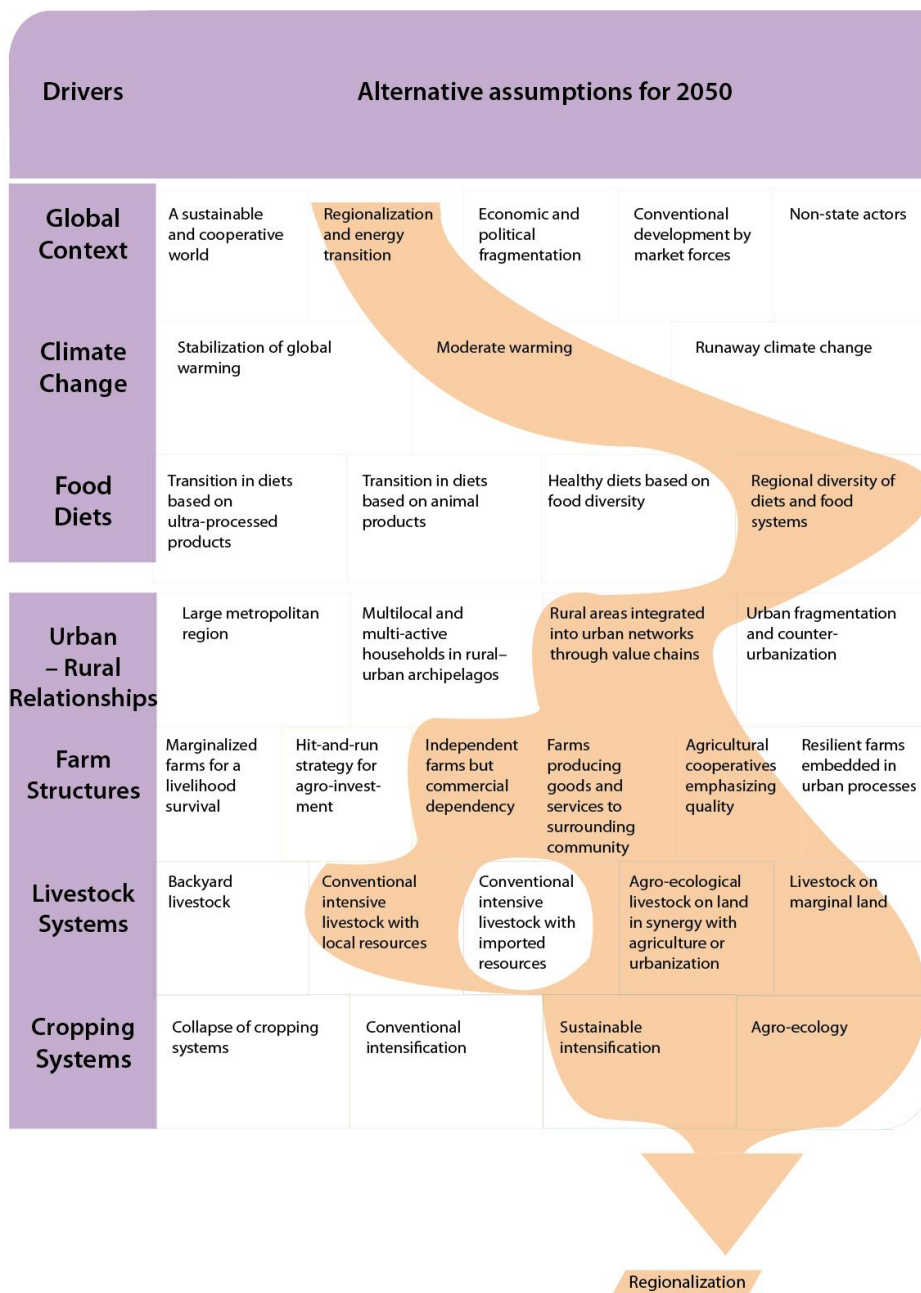 Drivers
Alternative assumptions for 2050
Global
Context
A sustainable
and cooperative
world
Regionalization
and energy
transition
Economic and
political
fragmentation
Conventional
development by
market forces
Non-state actors
Climate
Change
Stabilization of global
warming
Moderate warming
Runaway climate change
Food
Diets
Transition in diets
based on
ultra-processed
products
Transition in diets
based on animal
products
Healthy diets based on
food diversity
Regional diversity of
diets and food
systems
Urban
– Rural
Relationships
Large metropolitan
region
Multilocal and
multi-active
households in rural–
urban archipelagos
Rural areas integrated
into urban networks
through value chains
Urban fragmentation
and counter-
urbanization
Farm
Structures
Marginalized
farms for a
livelihood
survival
Hit-and-run
strategy for
agro-invest-
ment
Independent
farms but
commercial
dependency
Farms
producing
goods and
services to
surrounding
community
Agricultural
cooperatives
emphasizing
quality
Resilient farms
embedded in
urban processes
Livestock
Systems
Backyard
livestock
Conventional
intensive
livestock with
local resources
Conventional
intensive
livestock with
imported
resources
Agro-ecological
livestock on land
in synergy with
agriculture or
urbanization
Livestock on
marginal land
Cropping
Systems
Collapse of cropping
systems
Conventional
intensification
Sustainable
intensification
Agro-ecology
Regionalization